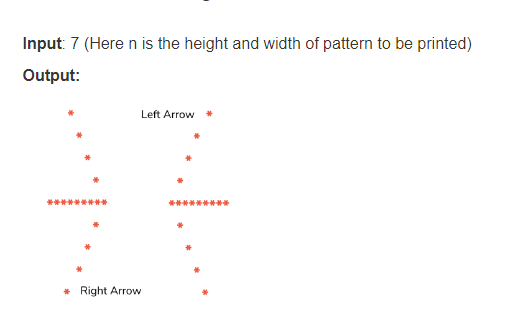 Input: 7 (Here n is the height and width of pattern to be printed)
Output:
* Left Arrow *
* *
* *
* *
********* *********
* *
* *
* *
* Right Arrow *